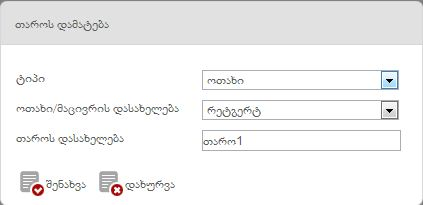 თაროს დამატება
ტიპი ოთახი
ოთახი/მაცივრის დასახელება რეტგერტ
თაროს დასახელება თარო1
შენახვა დახურვა